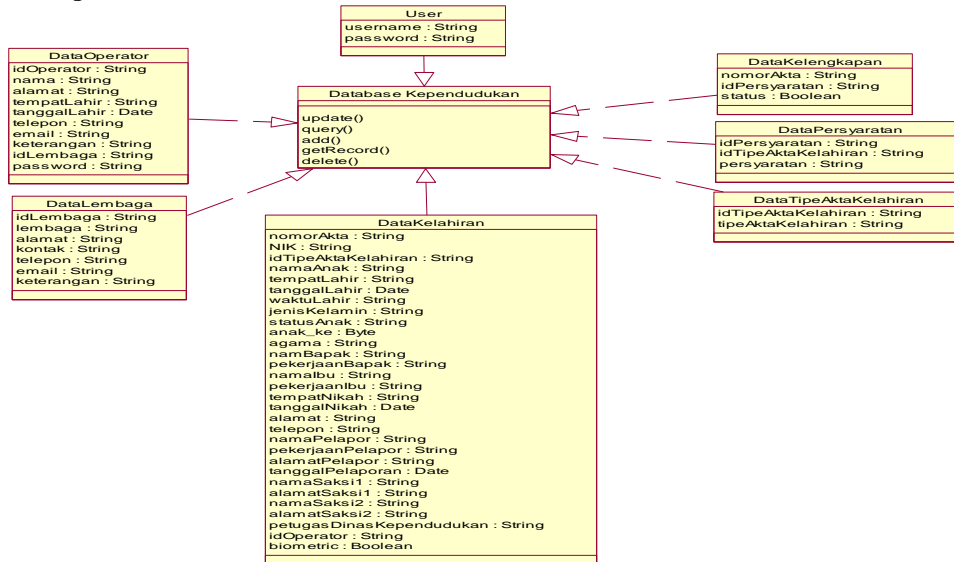 User
username : String
password : String
DataOperator
idOperator : String
nama : String
alamat : String
tempatLahir : String
tanggalLahir : Date
telepon : String
email : String
keterangan : String
idLembaga : String
password : String
Database Kependudukan
update()
query()
add()
getRecord()
delete()
DataKelengkapan
nomorAkta : String
idPersyaratan : String
status : Boolean
DataPersyaratan
idPersyaratan : String
idTipeAktaKelahiran : String
persyaratan : String
DataTipeAktaKelahiran
idTipeAktaKelahiran : String
tipeAktaKelahiran : String
DataLembaga
idLembaga : String
lembaga : String
alamat : String
kontak : String
telepon : String
email : String
keterangan : String
DataKelahiran
nomorAkta : String
NIK : String
idTipeAktaKelahiran : String
namaAnak : String
tempatLahir : String
tanggalLahir : Date
waktuLahir : String
jenisKelamin : String
statusAnak : String
anak_ke : Byte
agama : String
namBapak : String
pekerjaanBapak : String
namaIbu : String
pekerjaanIbu : String
tempatNikah : String
tanggalNikah : Date
alamat : String
telepon : String
namaPelapor : String
pekerjaanPelapor : String
alamatPelapor : String
tanggalPelaporan : Date
namaSaksi1 : String
alamatSaksi1 : String
namaSaksi2 : String
alamatSaksi2 : String
petugasDinasKependudukan : String
idOperator : String
biometric : Boolean